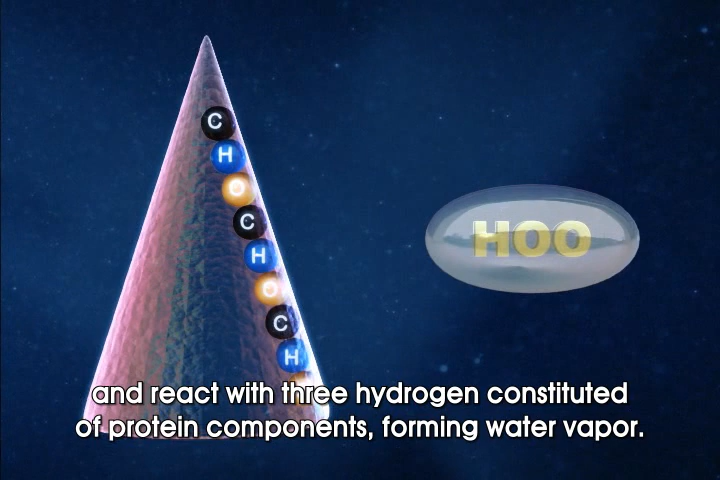 C
H
O
C
H
O
C
H
HOO
and react with three hydrogen constituted
of protein components, forming water vapor.